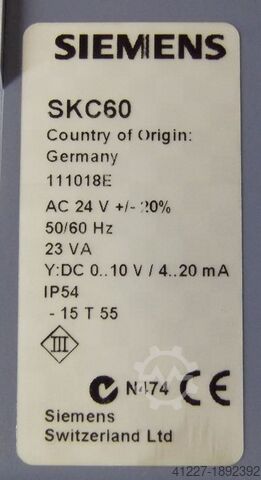 SIEMENS
SKC60
Country of Origin:
Germany
111018E
AC 24 V +/- 20%
50/60 Hz
23 VA
Y:DC 0..10 V / 4..20 mA
IP54
- 15 T 55
III
N474 CE
Siemens
Switzerland Ltd
41227-1892392